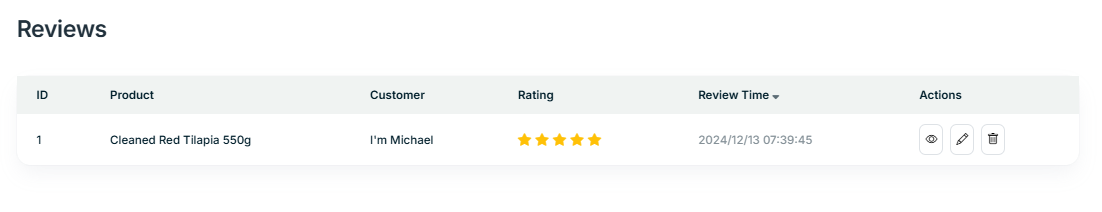 Reviews
ID Product Customer Rating Review Time Actions
1 Cleaned Red Tilapia 550g I'm Michael 2024/12/13 07:39:45